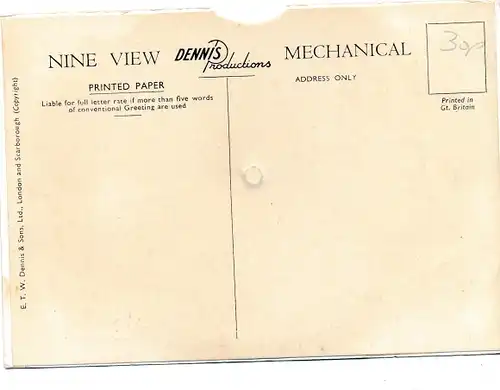 NINE VIEW DENNIS Productions MECHANICAL
PRINTED PAPER
Liable for full letter rate if more than five words
of conventional Greeting are used
ADDRESS ONLY
Printed in
Gt. Britain
E. T. W. Dennis & Sons, Ltd., London and Scarborough (Copyright)